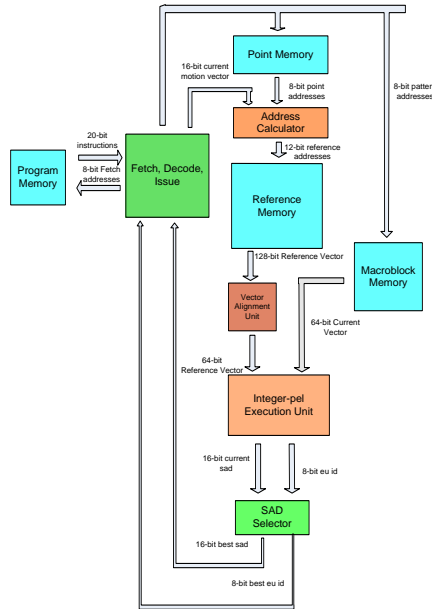 Point Memory
16-bit current
motion vector
8-bit point
addresses
8-bit patter
addresses
Address
Calculator
20-bit
instructions
12-bit reference
addresses
Program
Memory
8-bit Fetch
addresses
Fetch, Decode,
Issue
Reference
Memory
128-bit Reference Vector
Macroblock
Memory
Vector
Alignment
Unit
64-bit Current
Vector
64-bit
Reference Vector
Integer-pel
Execution Unit
16-bit current
sad
8-bit eu id
SAD
Selector
16-bit best sad
8-bit best eu id